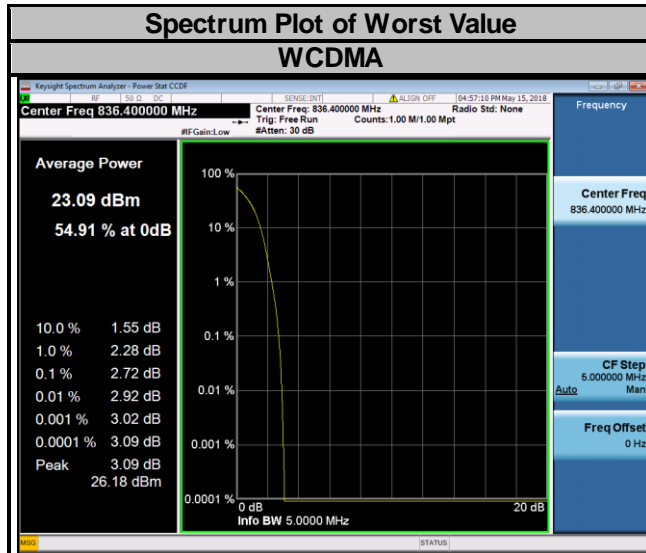 Spectrum Plot of Worst Value
WCDMA
Keysight Spectrum Analyzer - Power Stat CCDF
RF 50 Ω DC SENSE:INT ALIGN OFF 04:57:10 PM May 15, 2018
Center Freq 836.400000 MHz
Center Freq: 836.400000 MHz Radio Std: None
Trig: Free Run Counts:1.00 M/1.00 Mpt
#IFGain:Low #Atten: 30 dB
Frequency
Average Power
23.09 dBm
54.91 % at 0dB
10.0 % 1.55 dB
1.0 % 2.28 dB
0.1 % 2.72 dB
0.01 % 2.92 dB
0.001 % 3.02 dB
0.0001 % 3.09 dB
Peak 3.09 dB
26.18 dBm
100 %
10 %
1 %
0.1 %
0.01 %
0.001 %
0.0001 %
0 dB 20 dB
Info BW 5.0000 MHz
Center Freq
836.400000 MHz
CF Step
5.000000 MHz
Auto Man
Freq Offset
0 Hz
MSG STATUS